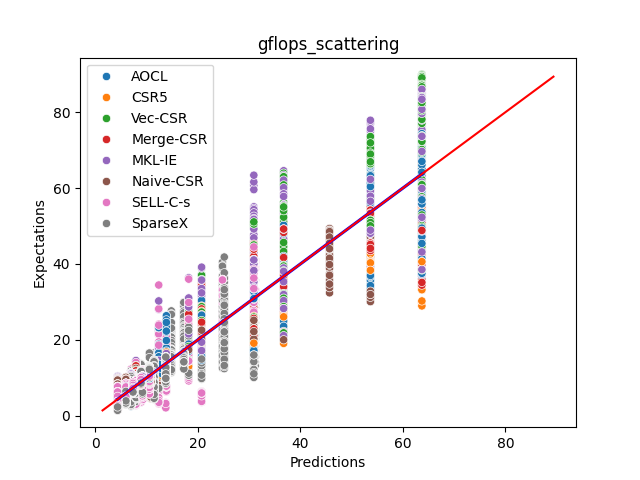 gflops_scattering
AOCL
CSR5
Vec-CSR
Merge-CSR
MKL-IE
Naive-CSR
SELL-C-s
SparseX
Expectations
80
60
40
20
0
0 20 40 60 80
Predictions